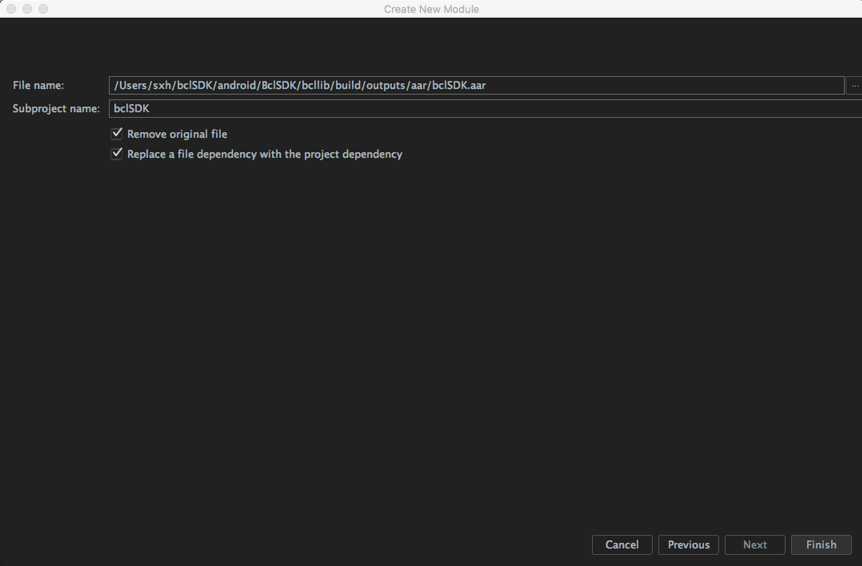 Create New Module
File name: /Users/sxh/bclSDK/android/BclSDK/bcllib/build/outputs/aar/bclSDK.aar ...
Subproject name: bclSDK
Remove original file
Replace a file dependency with the project dependency
Cancel Previous Next Finish